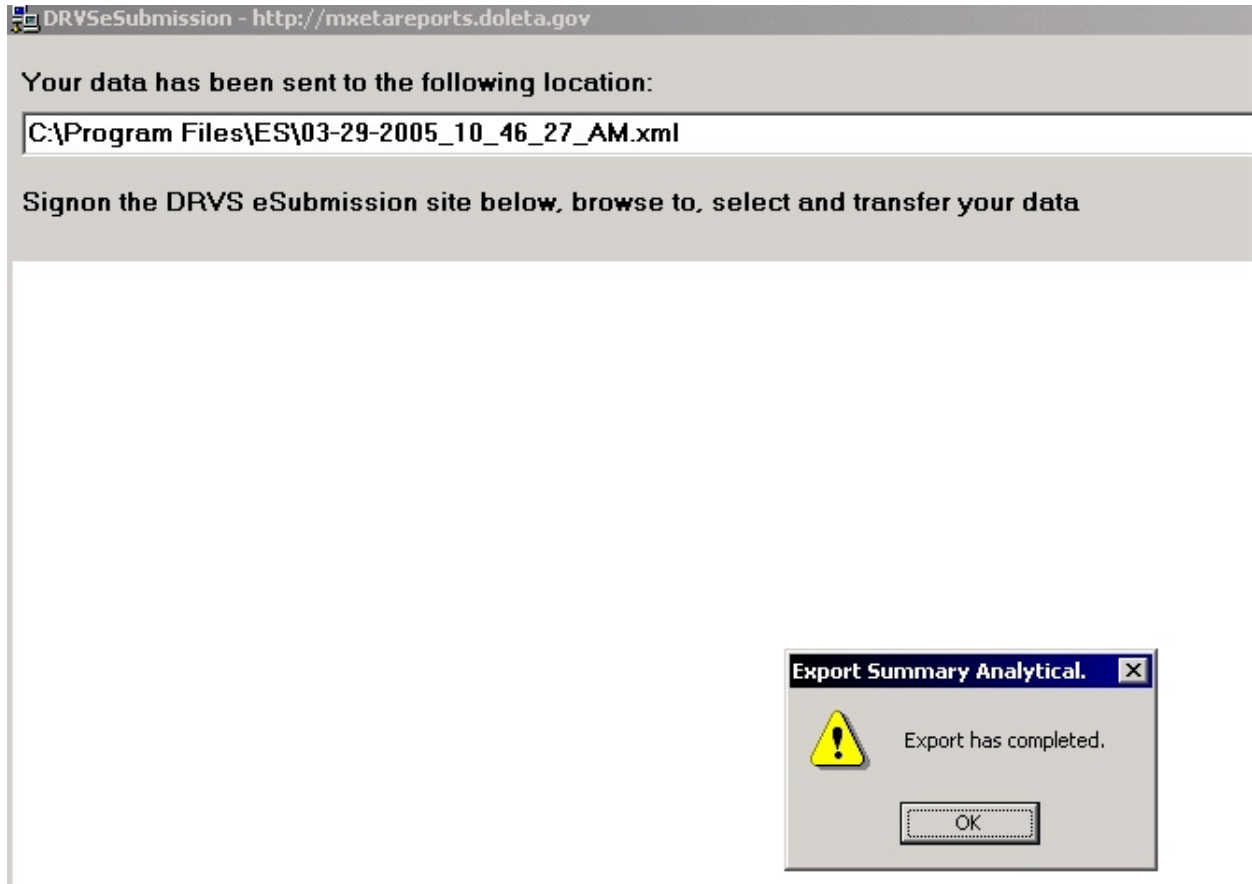 DRVSeSubmission - http://mxetareports.doleta.gov
Your data has been sent to the following location:
C:\Program Files\ES\03-29-2005_10_46_27_AM.xml
Signon the DRVS eSubmission site below, browse to, select and transfer your data
Export Summary Analytical.
Export has completed.
OK